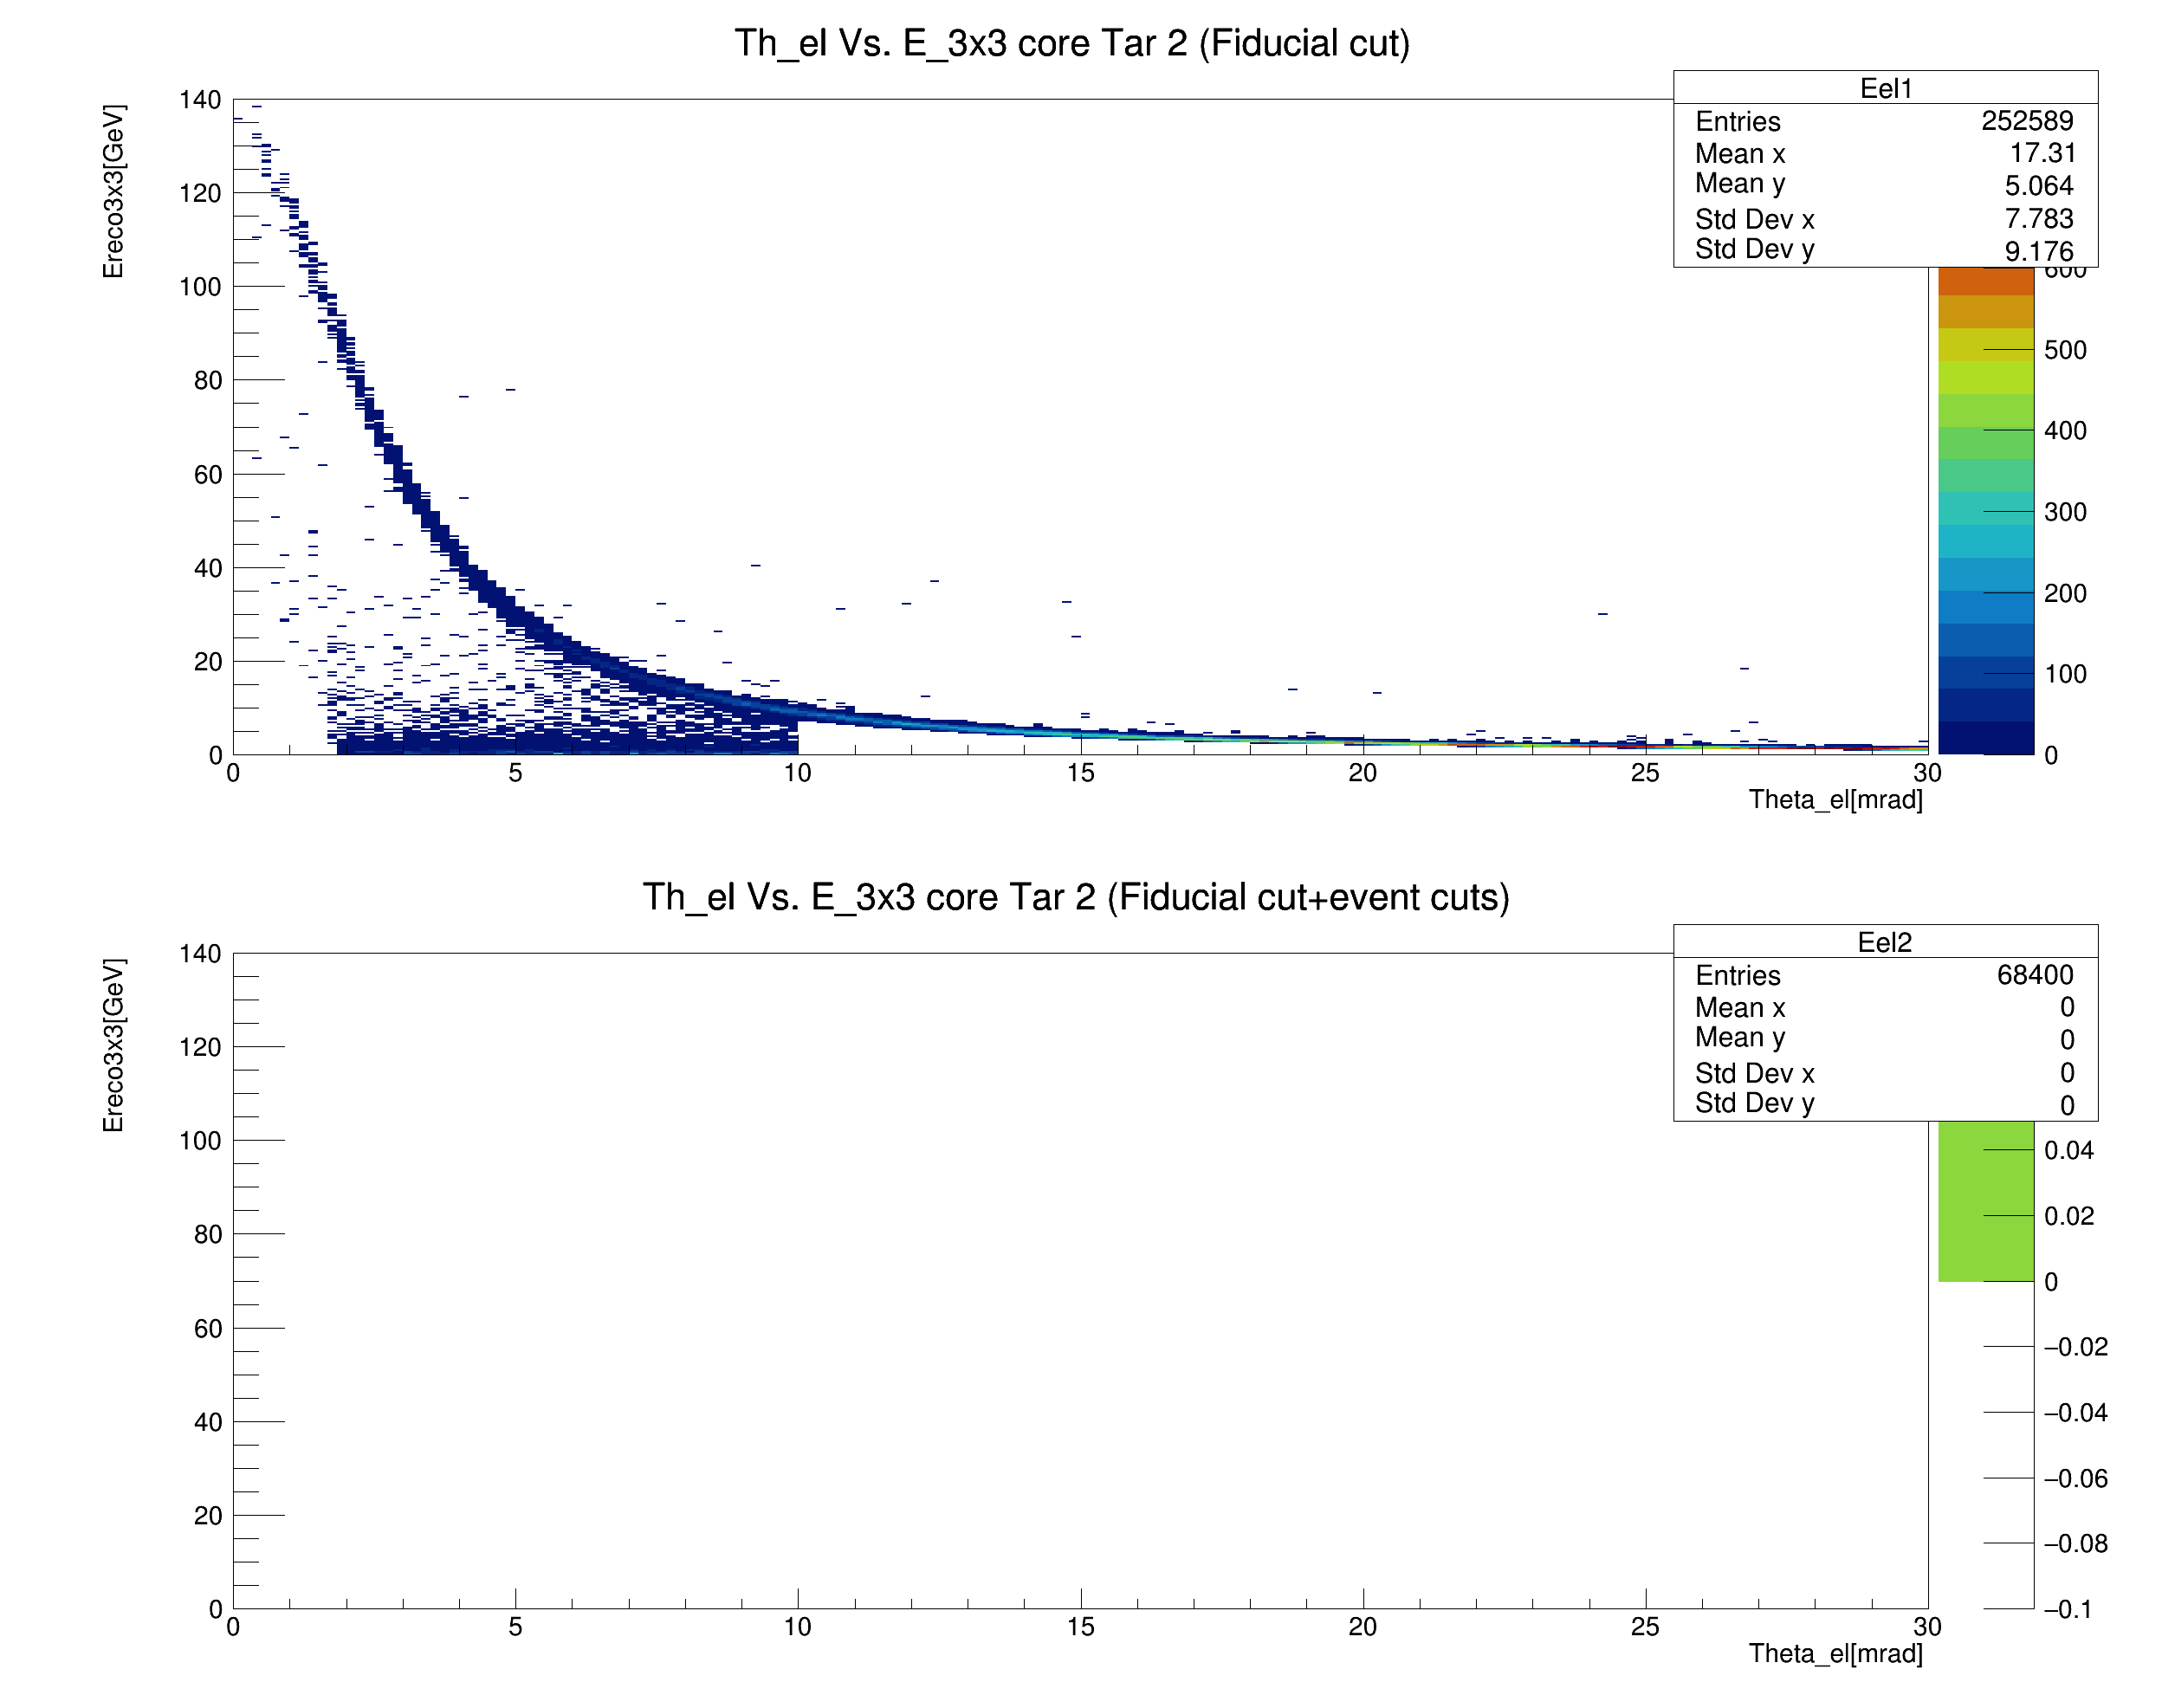 Th_el Vs. E_3x3 core Tar 2 (Fiducial cut)
Ereco3x3[GeV]
140
120
100
80
60
40
20
0
0 5 10 15 20 25 30
Theta_el[mrad]
Eel1
Entries 252589
Mean x 17.31
Mean y 5.064
Std Dev x 7.783
Std Dev y 9.176
600
500
400
300
200
100
0
Th_el Vs. E_3x3 core Tar 2 (Fiducial cut+event cuts)
Ereco3x3[GeV]
140
120
100
80
60
40
20
0
0 5 10 15 20 25 30
Theta_el[mrad]
Eel2
Entries 68400
Mean x 0
Mean y 0
Std Dev x 0
Std Dev y 0
0.04
0.02
0
−0.02
−0.04
−0.06
−0.08
−0.1